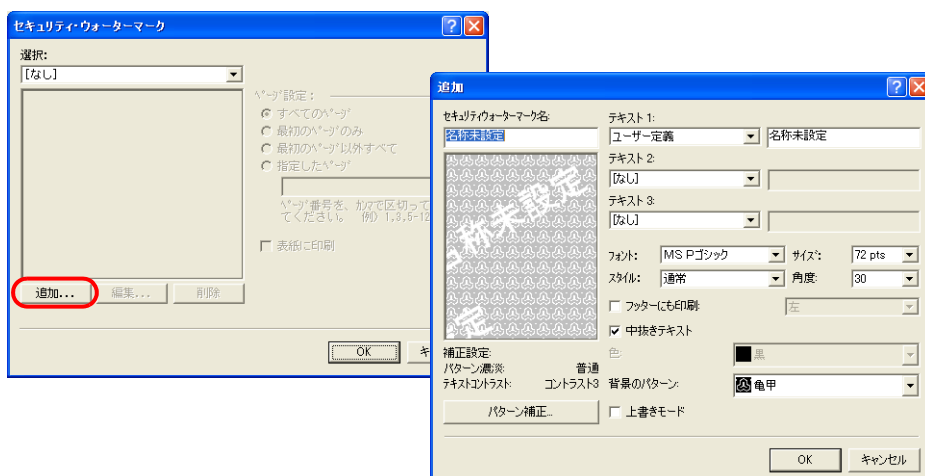 セキュリティ・ウォーターマーク
選択:
[なし]
ページ設定:
すべてのページ
最初のページのみ
最初のページ以外すべて
指定したページ
ページ番号を、カンマで区切って
てください。 例) 1,3,5-12
表紙に印刷
追加...
編集...
削除
OK
キ
追加
セキュリティウォーターマーク名:
名称未設定
名称未設定
定
補正設定:
パターン濃淡: 普通
テキストコントラスト: コントラスト3
パターン補正...
テキスト1:
ユーザー定義
名称未設定
テキスト2:
[なし]
テキスト3:
[なし]
フォント: MS Pゴシック サイズ: 72 pts
スタイル: 通常 角度: 30
フッターにも印刷: 左
中抜きテキスト
色: 黒
背景のパターン: 亀甲
上書きモード
OK キャンセル